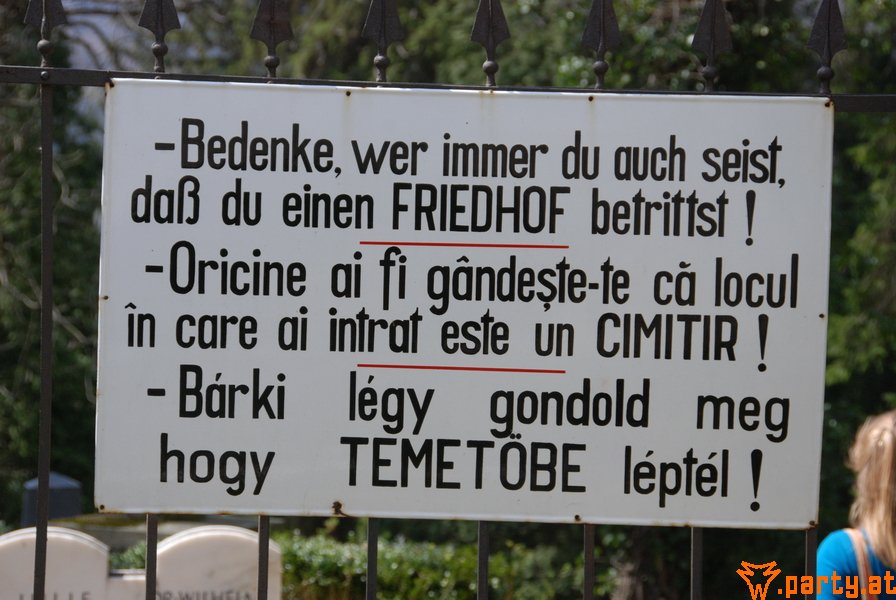 -Bedenke, wer immer du auch seist,
daß du einen FRIEDHOF betrittst !
-Oricine ai fi gândeşte-te că locul
în care ai intrat este un CIMITIR !
- Bárki légy gondold meg
hogy TEMETÖBE léptél !
.party.at